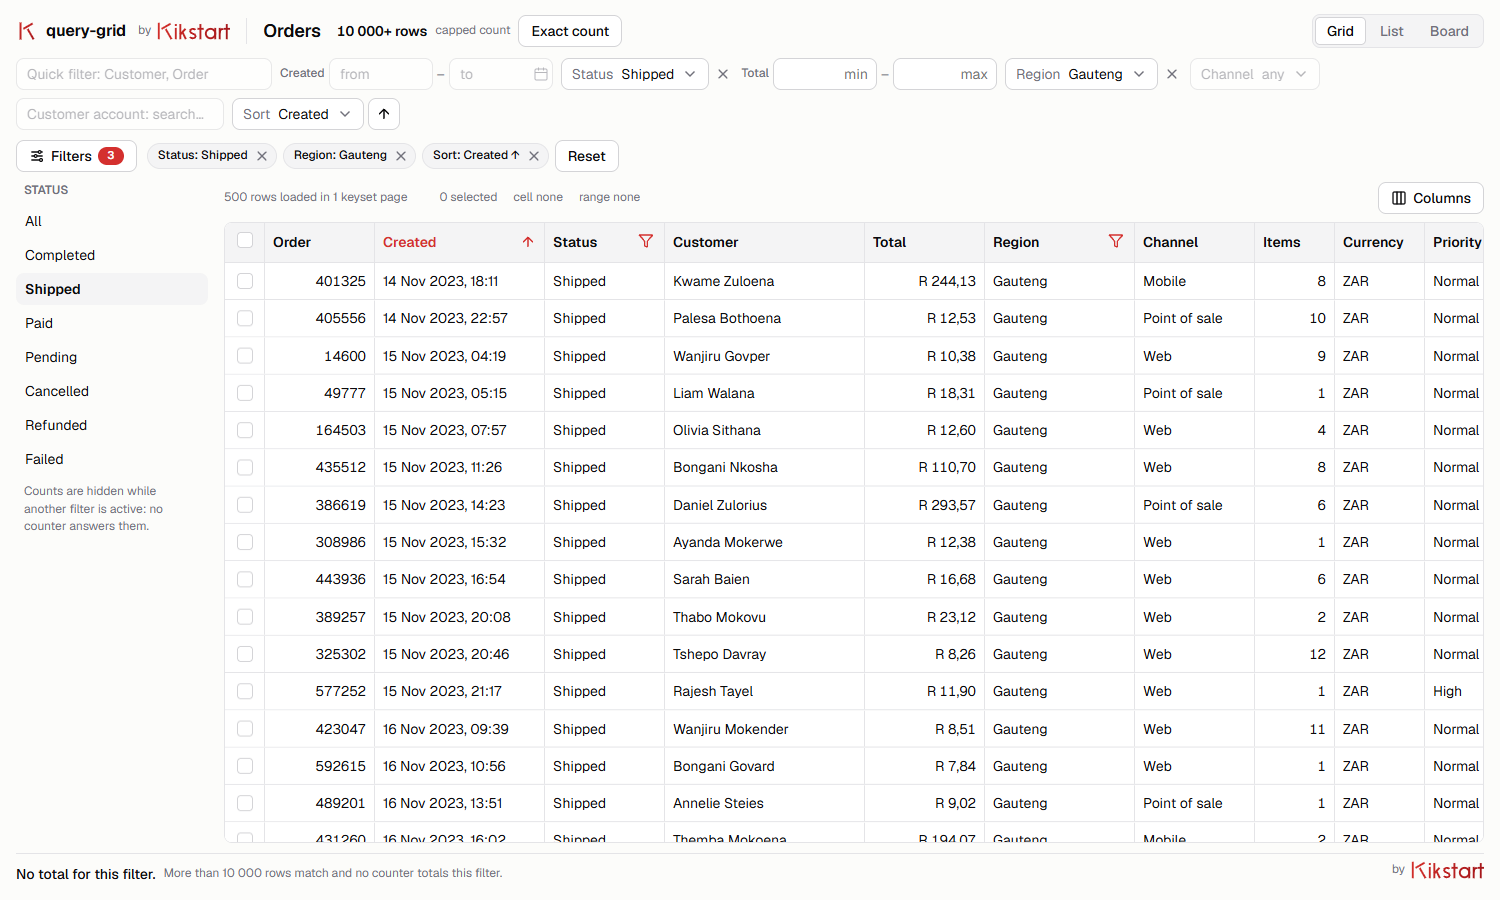 query-grid by Kikstart Orders 10 000+ rows capped count Exact count Grid List Board
Quick filter: Customer, Order Created from – to Status Shipped Total min – max Region Gauteng Channel any
Customer account: search... Sort Created
Filters 3 Status: Shipped Region: Gauteng Sort: Created ↑ Reset
STATUS
All
Completed
Shipped
Paid
Pending
Cancelled
Refunded
Failed
Counts are hidden while
another filter is active: no
counter answers them.
500 rows loaded in 1 keyset page 0 selected cell none range none Columns
Order Created Status Customer Total Region Channel Items Currency Priority
401325 14 Nov 2023, 18:11 Shipped Kwame Zuloena R 244,13 Gauteng Mobile 8 ZAR Normal
405556 14 Nov 2023, 22:57 Shipped Palesa Bothoena R 12,53 Gauteng Point of sale 10 ZAR Normal
14600 15 Nov 2023, 04:19 Shipped Wanjiru Govper R 10,38 Gauteng Web 9 ZAR Normal
49777 15 Nov 2023, 05:15 Shipped Liam Walana R 18,31 Gauteng Point of sale 1 ZAR Normal
164503 15 Nov 2023, 07:57 Shipped Olivia Sithana R 12,60 Gauteng Web 4 ZAR Normal
435512 15 Nov 2023, 11:26 Shipped Bongani Nkosha R 110,70 Gauteng Web 8 ZAR Normal
386619 15 Nov 2023, 14:23 Shipped Daniel Zulorius R 293,57 Gauteng Point of sale 6 ZAR Normal
308986 15 Nov 2023, 15:32 Shipped Ayanda Mokerwe R 12,38 Gauteng Web 1 ZAR Normal
443936 15 Nov 2023, 16:54 Shipped Sarah Baien R 16,68 Gauteng Web 6 ZAR Normal
389257 15 Nov 2023, 20:08 Shipped Thabo Mokovu R 23,12 Gauteng Web 2 ZAR Normal
325302 15 Nov 2023, 20:46 Shipped Tshepo Davray R 8,26 Gauteng Web 12 ZAR Normal
577252 15 Nov 2023, 21:17 Shipped Rajesh Tayel R 11,90 Gauteng Web 1 ZAR High
423047 16 Nov 2023, 09:39 Shipped Wanjiru Mokender R 8,51 Gauteng Web 11 ZAR Normal
592615 16 Nov 2023, 10:56 Shipped Bongani Govard R 7,84 Gauteng Web 1 ZAR Normal
489201 16 Nov 2023, 13:51 Shipped Annelie Steies R 9,02 Gauteng Point of sale 1 ZAR Normal
431260 16 Nov 2023, 16:02 Shipped Themba Mokoena R 194,07 Gauteng Mobile 2 ZAR Normal
No total for this filter. More than 10 000 rows match and no counter totals this filter. by Kikstart